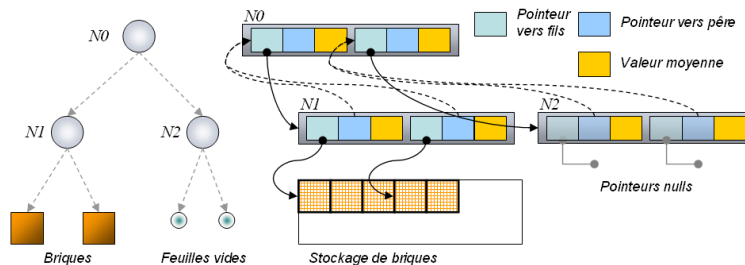 N0
N0
Pointeur
vers fils
Pointeur vers père
Valeur moyenne
N1
N2
N1
N2
Pointeurs nulls
Briques
Feuilles vides
Stockage de briques